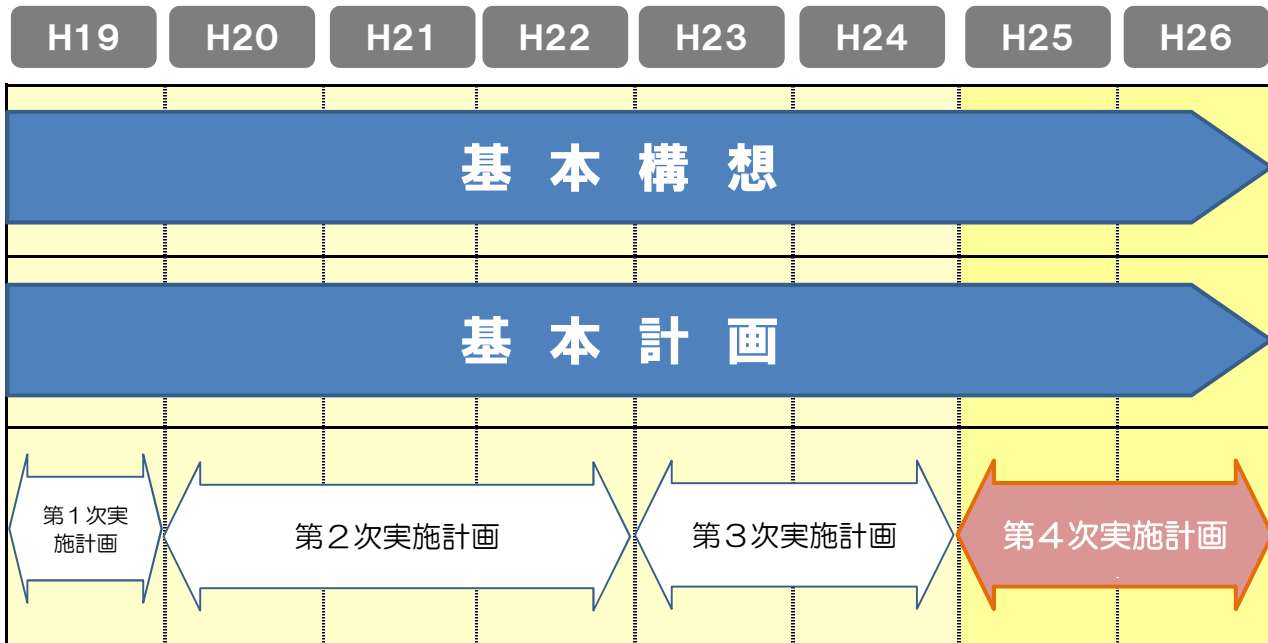 H19 H20 H21 H22 H23 H24 H25 H26
基本構想
基本計画
第１次実
施計画
第２次実施計画
第３次実施計画
第４次実施計画